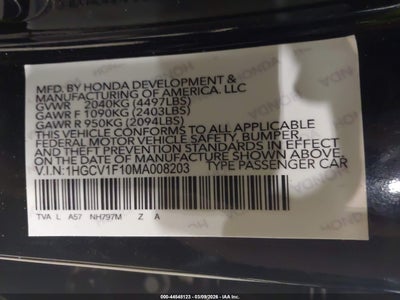 MFD. BY HONDA DEVELOPMENT &
MANUFACTURING OF AMERICA, LLC
GVWR 2040KG (4497LBS)
GAWR F 1090KG (2403LBS)
GAWR R 950KG (2094LBS)
THIS VEHICLE CONFORMS TO ALL APPLICABLE
FEDERAL MOTOR VEHICLE SAFETY, BUMPER,
AND THEFT PREVENTION STANDARDS IN EFFECT
ON THE DATE OF MANUFACTURE SHOWN ABOVE.
V.I.N:1HGCV1F10MA008203 TYPE PASSENGER CAR
TVA L A57 NH797M Z A
000-44548123 - 03/09/2026 - IAA Inc.